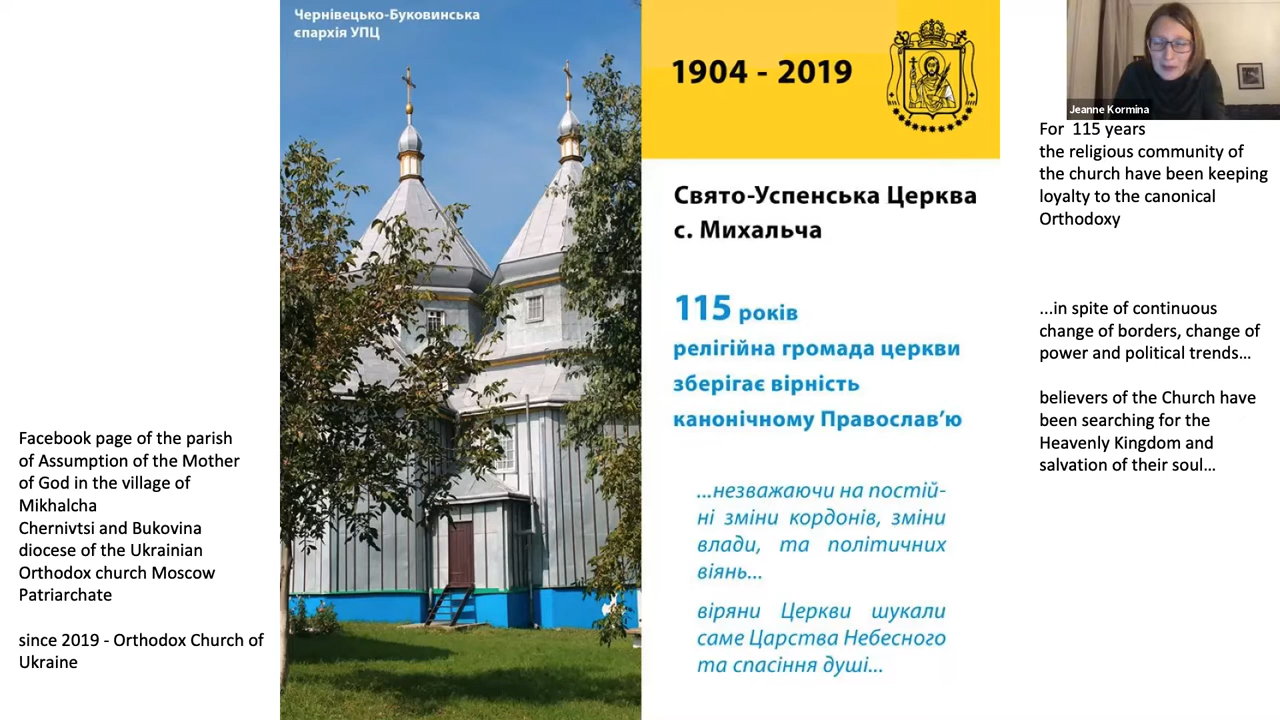 Чернівецько-Буковинська
єпархія УПЦ
1904 - 2019
Свято-Успенська Церква
с. Михальча
115 років
релігійна громада церкви
зберігає вірність
канонічному Православ’ю
...незважаючи на постій-
ні зміни кордонів, зміни
влади, та політичних
віянь...
віряни Церкви шукали
саме Царства Небесного
та спасіння душі...
Jeanne Kormina
For 115 years
the religious community of
the church have been keeping
loyalty to the canonical
Orthodoxy
...in spite of continuous
change of borders, change of
power and political trends...
believers of the Church have
been searching for the
Heavenly Kingdom and
salvation of their soul...
Facebook page of the parish
of Assumption of the Mother
of God in the village of
Mikhalcha
Chernivtsi and Bukovina
diocese of the Ukrainian
Orthodox church Moscow
Patriarchate
since 2019 - Orthodox Church of
Ukraine